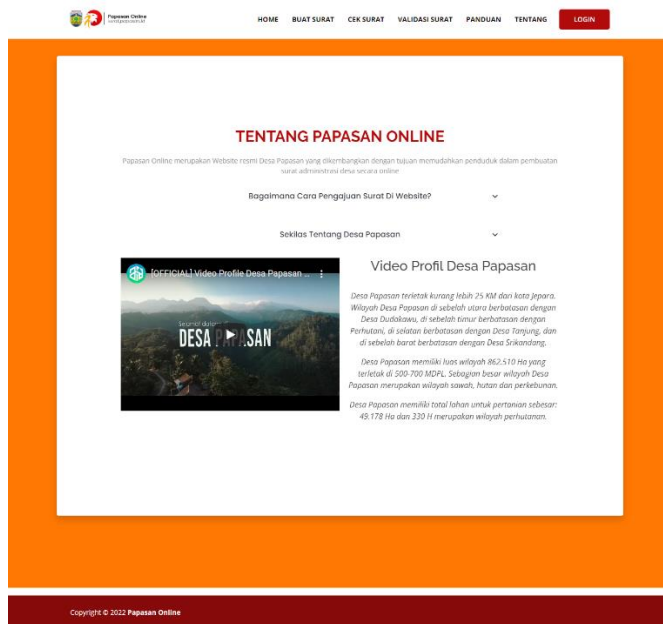 Papasan Online
HOME BUAT SURAT CEK SURAT VALIDASI SURAT PANDUAN TENTANG LOGIN
TENTANG PAPASAN ONLINE
Papasan Online merupakan Website resmi Desa Papasan yang dikembangkan dengan tujuan memudahkan penduduk dalam pembuatan
surat administrasi desa secara online
Bagaimana Cara Pengajuan Surat Di Website?
Sekilas Tentang Desa Papasan
[OFFICIAL] Video Profile Desa Papasan ...
DESA PAPASAN
Video Profil Desa Papasan
Desa Papasan terletak kurang lebih 25 KM dari kota Jepara.
Wilayah Desa Papasan di sebelah utara berbatasan dengan
Desa Dudakawu, di sebelah timur berbatasan dengan
Perhutani, di selatan berbatasan dengan Desa Tanjung, dan
di sebelah barat berbatasan dengan Desa Srikandang.
Desa Papasan memiliki luas wilayah 862.510 Ha yang
terletak di 500-700 MDPL. Sebagian besar wilayah Desa
Papasan merupakan wilayah sawah, hutan dan perkebunan.
Desa Papasan memiliki total lahan untuk pertanian sebesar:
49.178 Ha dan 330 H merupakan wilayah perhutanan.
Copyright © 2022 Papasan Online